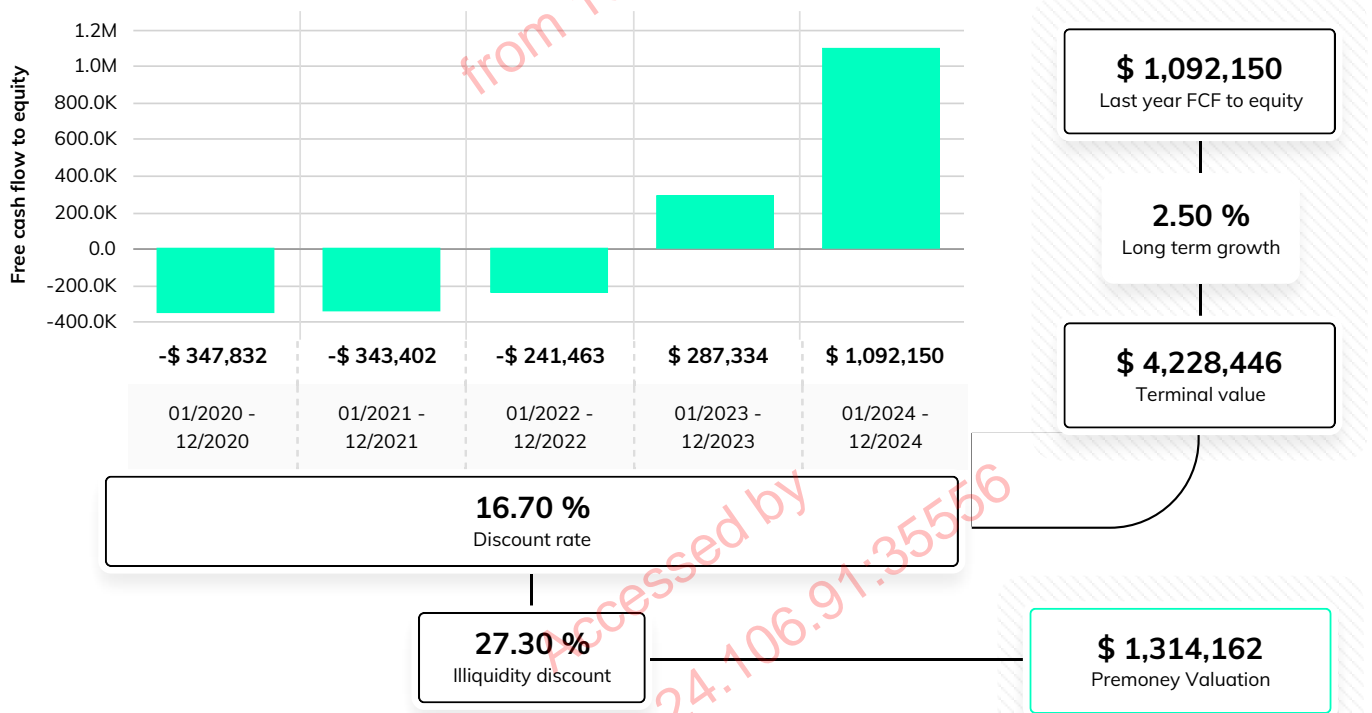 Free cash flow to equity
1.2M
1.0M
800.0K
600.0K
400.0K
200.0K
0.0
-200.0K
-400.0K
-$ 347,832
-$ 343,402
-$ 241,463
$ 287,334
$ 1,092,150
01/2020 -
12/2020
01/2021 -
12/2021
01/2022 -
12/2022
01/2023 -
12/2023
01/2024 -
12/2024
$ 1,092,150
Last year FCF to equity
2.50 %
Long term growth
$ 4,228,446
Terminal value
16.70 %
Discount rate
27.30 %
Illiquidity discount
$ 1,314,162
Premoney Valuation
from
Accessed by
24.106.91:35556